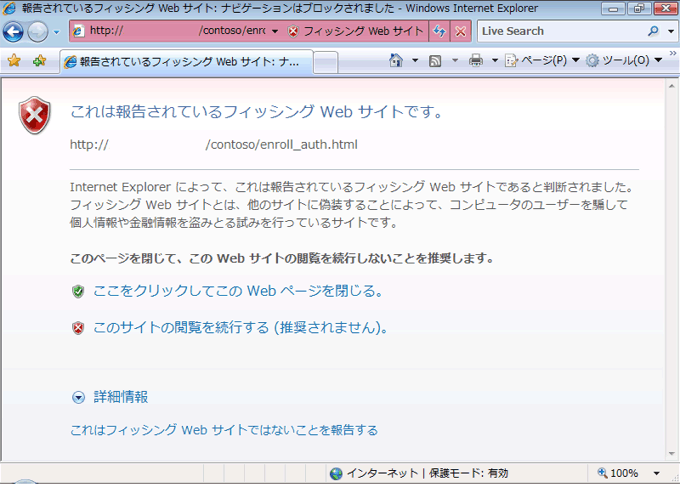 報告されているフィッシング Web サイト: ナビゲーションはブロックされました - Windows Internet Explorer
http:// /contoso/enro フィッシング Web サイト Live Search
報告されているフィッシング Web サイト: ナ... ページ(P) ツール(O) »
これは報告されているフィッシング Web サイトです。
http:// /contoso/enroll_auth.html
Internet Explorer によって、これは報告されているフィッシング Web サイトであると判断されました。
フィッシング Web サイトとは、他のサイトに偽装することによって、コンピュータのユーザーを騙して
個人情報や金融情報を盗みとる試みを行っているサイトです。
このページを閉じて、この Web サイトの閲覧を続行しないことを推奨します。
ここをクリックしてこの Web ページを閉じる。
このサイトの閲覧を続行する (推奨されません)。
詳細情報
これはフィッシング Web サイトではないことを報告する
インターネット | 保護モード: 有効 100%